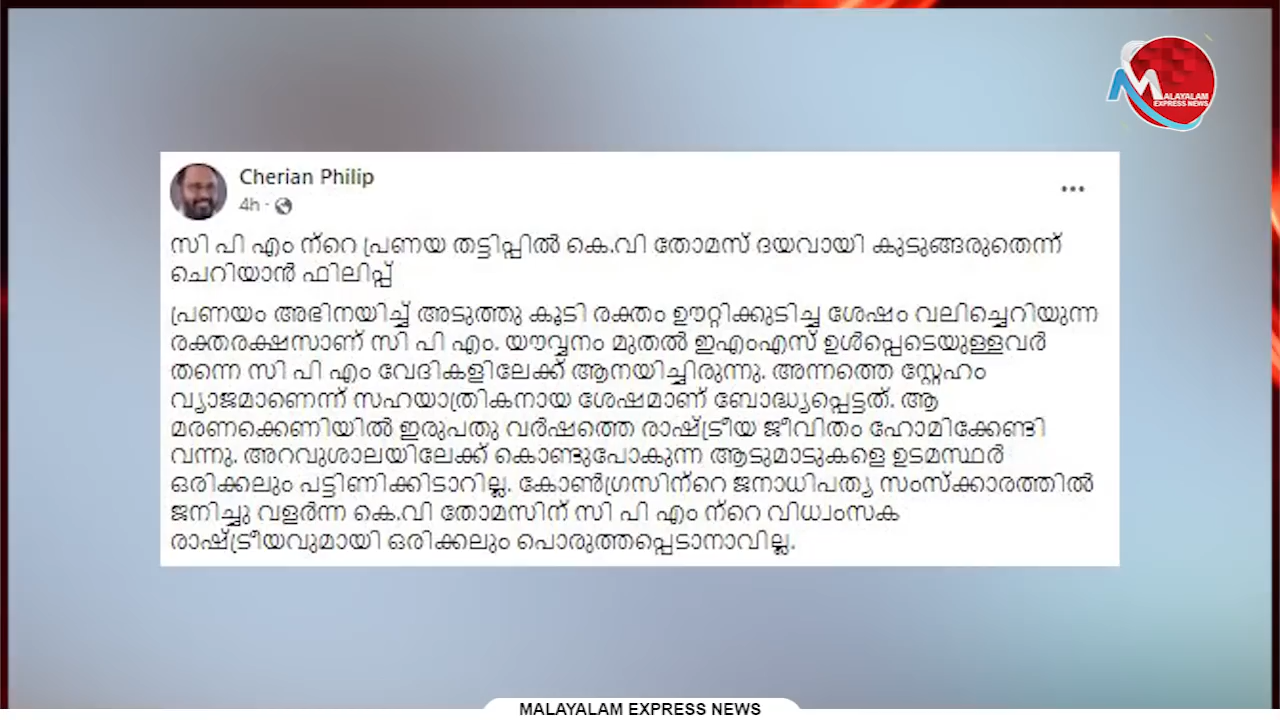 MALAYALAM
EXPRESS NEWS
Cherian Philip
4h ·
സി പി എം ന്റെ പ്രണയ തട്ടിപ്പിൽ കെ.വി തോമസ് ദയവായി കുടുങ്ങരുതെന്ന്
ചെറിയാൻ ഫിലിപ്പ്
പ്രണയം അഭിനയിച്ച് അടുത്തു കൂടി രക്തം ഊറ്റിക്കുടിച്ച ശേഷം വലിച്ചെറിയുന്ന
രക്തരക്ഷസാണ് സി പി എം. യൗവ്വനം മുതൽ ഇഎംഎസ് ഉൾപ്പെടെയുള്ളവർ
തന്നെ സി പി എം വേദികളിലേക്ക് ആനയിച്ചിരുന്നു. അന്നത്തെ സ്നേഹം
വ്യാജമാണെന്ന് സഹയാത്രികനായ ശേഷമാണ് ബോദ്ധ്യപ്പെട്ടത്. ആ
മരണക്കെണിയിൽ ഇരുപതു വർഷത്തെ രാഷ്ട്രീയ ജീവിതം ഹോമിക്കേണ്ടി
വന്നു. അറവുശാലയിലേക്ക് കൊണ്ടുപോകുന്ന ആടുമാടുകളെ ഉടമസ്ഥർ
ഒരിക്കലും പട്ടിണിക്കിടാറില്ല. കോൺഗ്രസിന്റെ ജനാധിപത്യ സംസ്ക്കാരത്തിൽ
ജനിച്ചു വളർന്ന കെ.വി തോമസിന് സി പി എം ന്റെ വിധ്വംസക
രാഷ്ട്രീയവുമായി ഒരിക്കലും പൊരുത്തപ്പെടാനാവില്ല.
MALAYALAM EXPRESS NEWS